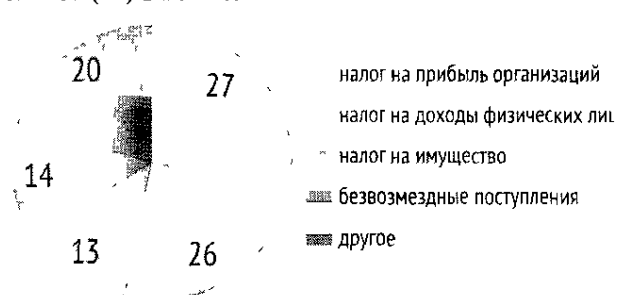 20
27
14
13
26
налог на прибыль организаций
налог на доходы физических лиц
налог на имущество
безвозмездные поступления
другое